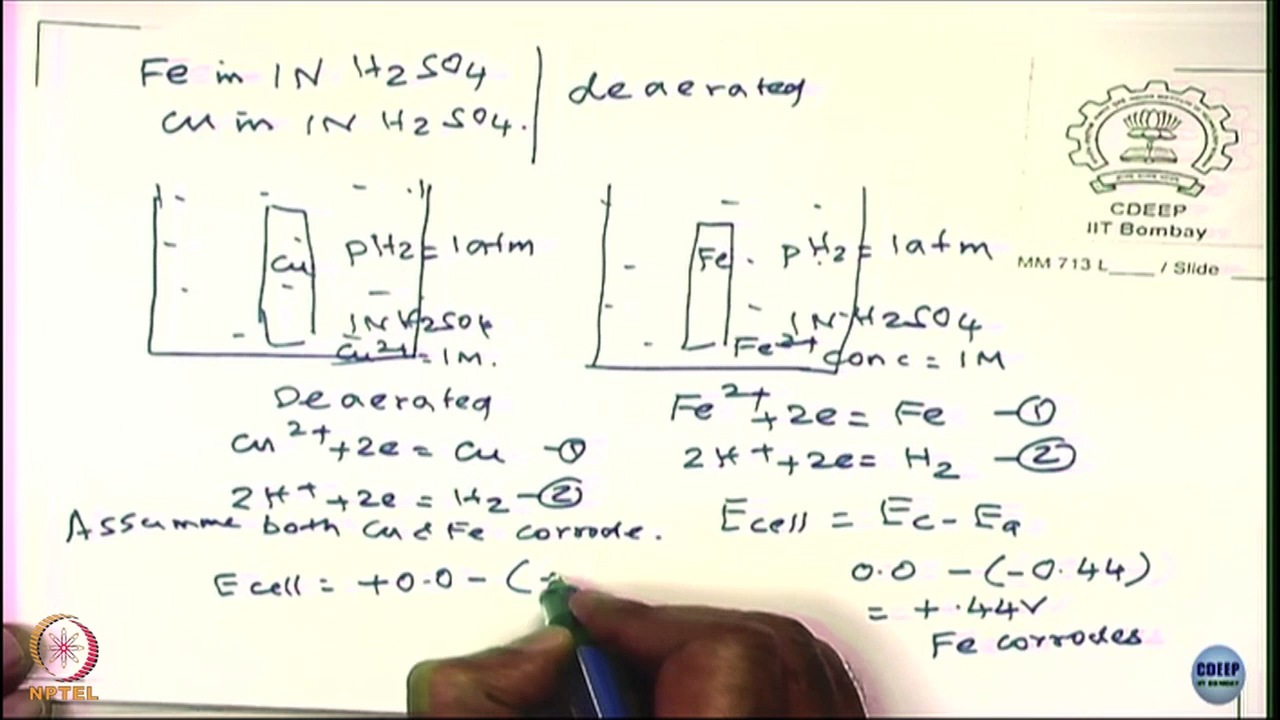 Fe in 1N H2SO4
Cu in 1N H2SO4.
deaerated
CDEEP
IIT Bombay
MM 713 L____ / Slide
Cu
pH2 = 1atm
1N H2SO4
Cu2+ = 1M.
Fe
pH2 = 1atm
1N H2SO4
Fe2+ conc = 1M
Deaerated
Cu2+ + 2e = Cu -①
2H+ + 2e = H2 -②
Fe2+ + 2e = Fe -①
2H+ + 2e = H2 -②
Assumme both Cu & Fe corrode.
Ecell = +0.0 - (
Ecell = Ec - Ea
0.0 - (-0.44)
= +.44V
Fe corrodes
NPTEL
CDEEP
IIT BOMBAY